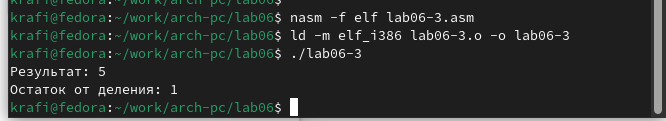 krafi@fedora:~/work/arch-pc/lab06$ nasm -f elf lab06-3.asm
krafi@fedora:~/work/arch-pc/lab06$ ld -m elf_i386 lab06-3.o -o lab06-3
krafi@fedora:~/work/arch-pc/lab06$ ./lab06-3
Результат: 5
Остаток от деления: 1
krafi@fedora:~/work/arch-pc/lab06$